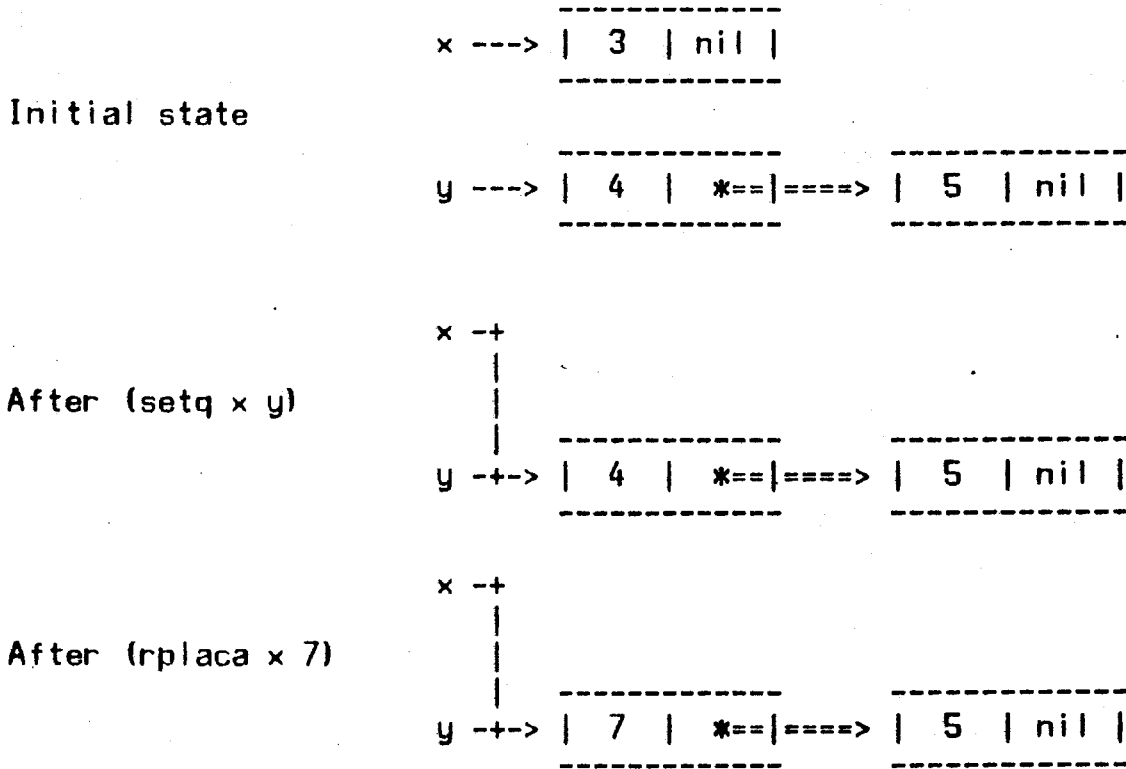 -------------
x ---> |  3  | nil |
             -------------
Initial state
             -------------       -------------
y ---> |  4  |  *==|====> |  5  | nil |
             -------------       -------------
x -+
   |
After (setq x y)   |
   |
             -------------       -------------
y -+-> |  4  |  *==|====> |  5  | nil |
             -------------       -------------
x -+
   |
After (rplaca x 7)   |
   |
             -------------       -------------
y -+-> |  7  |  *==|====> |  5  | nil |
             -------------       -------------